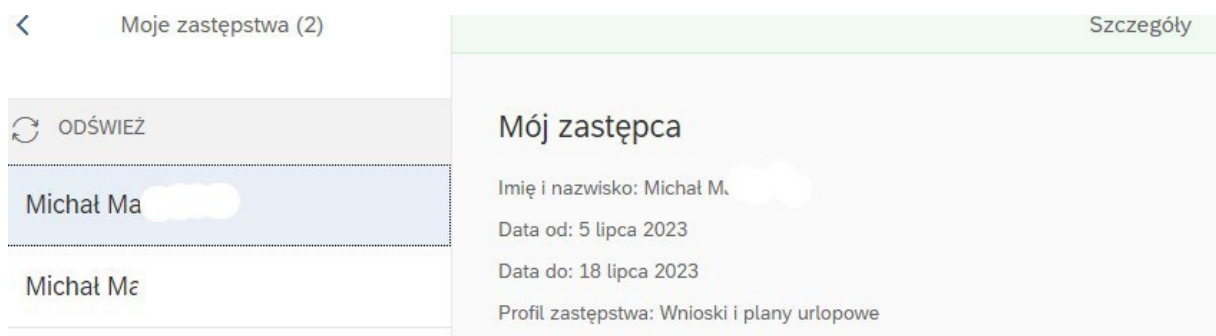 Moje zastępstwa (2)
Szczegóły
ODŚWIEŻ
Michał
Michał
Mój zastępca
Imię i nazwisko: Michał
Data od: 5 lipca 2023
Data do: 18 lipca 2023
Profil zastępstwa: Wnioski i plany urlopowe